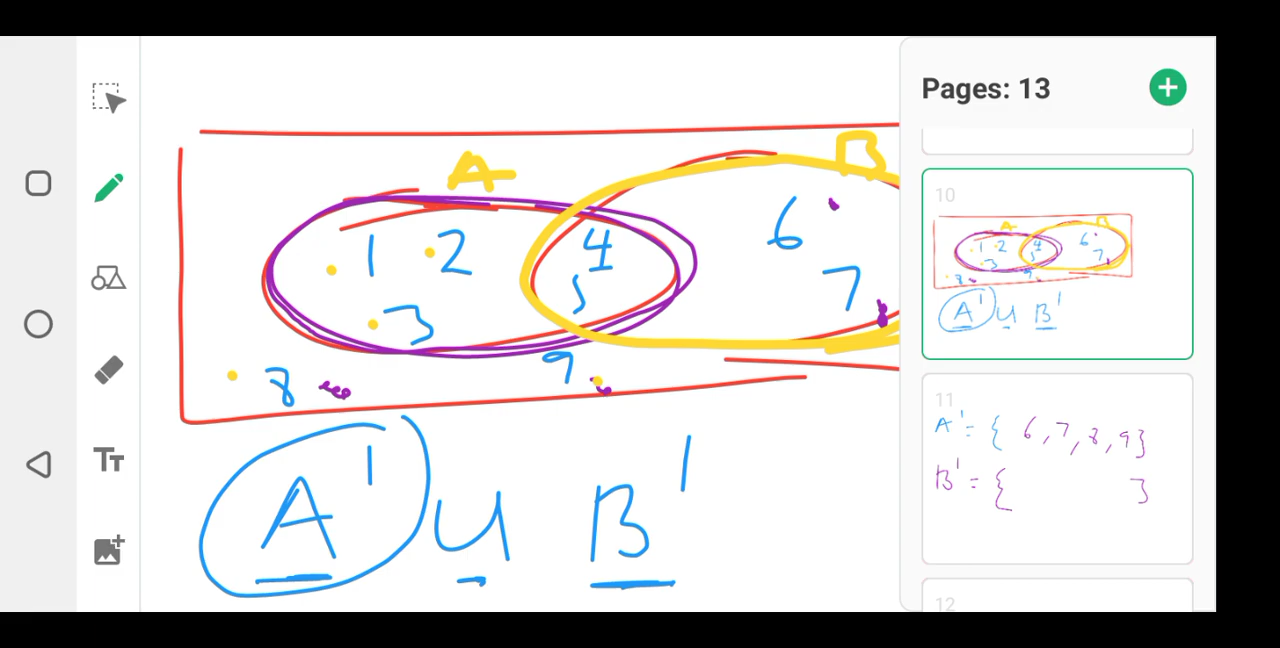 Pages: 13
A B
6
1 2 4
5 7
3
9
8
A' U B'
TT
10
A B
1 2 4 6
3 5 7
8 9
A' U B'
11
A' = { 6, 7, 8, 9 }
B' = { }
12